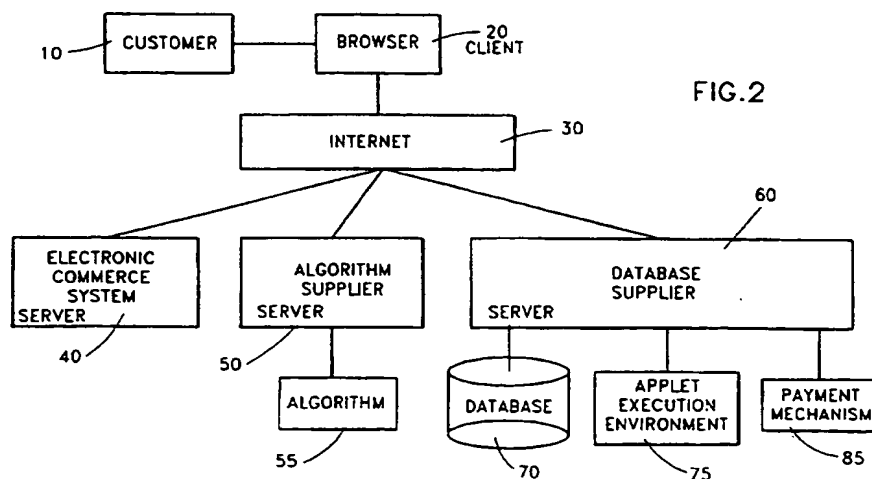 10
CUSTOMER
BROWSER
20
CLIENT
FIG.2
INTERNET
30
60
ELECTRONIC
COMMERCE
SYSTEM
SERVER
40
ALGORITHM
SUPPLIER
SERVER
50
DATABASE
SUPPLIER
SERVER
ALGORITHM
55
DATABASE
70
APPLET
EXECUTION
ENVIRONMENT
75
PAYMENT
MECHANISM
85